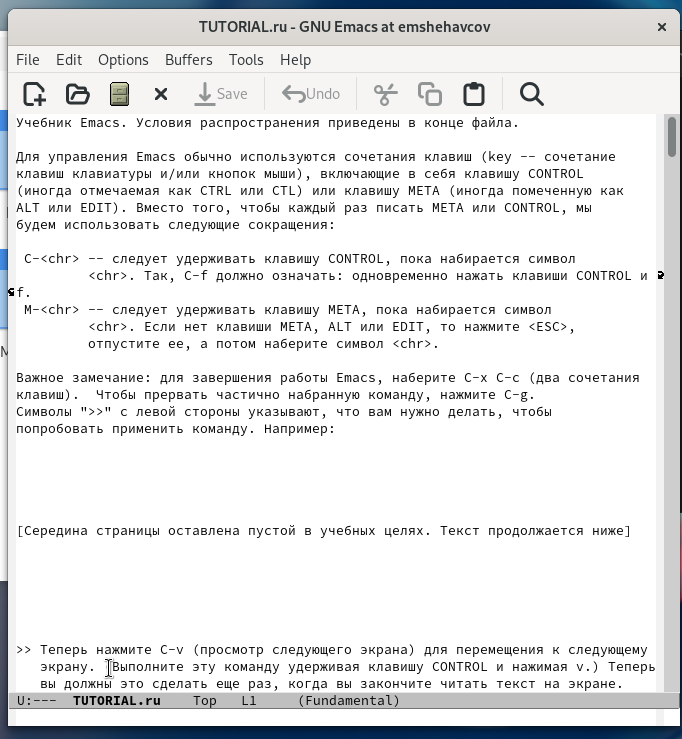 TUTORIAL.ru - GNU Emacs at emshehavcov
File Edit Options Buffers Tools Help
Save Undo
Учебник Emacs. Условия распространения приведены в конце файла.
Для управления Emacs обычно используются сочетания клавиш (key -- сочетание
клавиш клавиатуры и/или кнопок мыши), включающие в себя клавишу CONTROL
(иногда отмечаемая как CTRL или CTL) или клавишу META (иногда помеченную как
ALT или EDIT). Вместо того, чтобы каждый раз писать META или CONTROL, мы
будем использовать следующие сокращения:
C-<chr> -- следует удерживать клавишу CONTROL, пока набирается символ
<chr>. Так, C-f должно означать: одновременно нажать клавиши CONTROL и
f.
M-<chr> -- следует удерживать клавишу META, пока набирается символ
<chr>. Если нет клавиши META, ALT или EDIT, то нажмите <ESC>,
отпустите ее, а потом наберите символ <chr>.
Важное замечание: для завершения работы Emacs, наберите C-x C-c (два сочетания
клавиш).  Чтобы прервать частично набранную команду, нажмите C-g.
Символы ">>" с левой стороны указывают, что вам нужно делать, чтобы
попробовать применить команду. Например:
[Середина страницы оставлена пустой в учебных целях. Текст продолжается ниже]
>> Теперь нажмите C-v (просмотр следующего экрана) для перемещения к следующему
экрану. (Выполните эту команду удерживая клавишу CONTROL и нажимая v.) Теперь
вы должны это сделать еще раз, когда вы закончите читать текст на экране.
U:--- TUTORIAL.ru Top L1 (Fundamental)